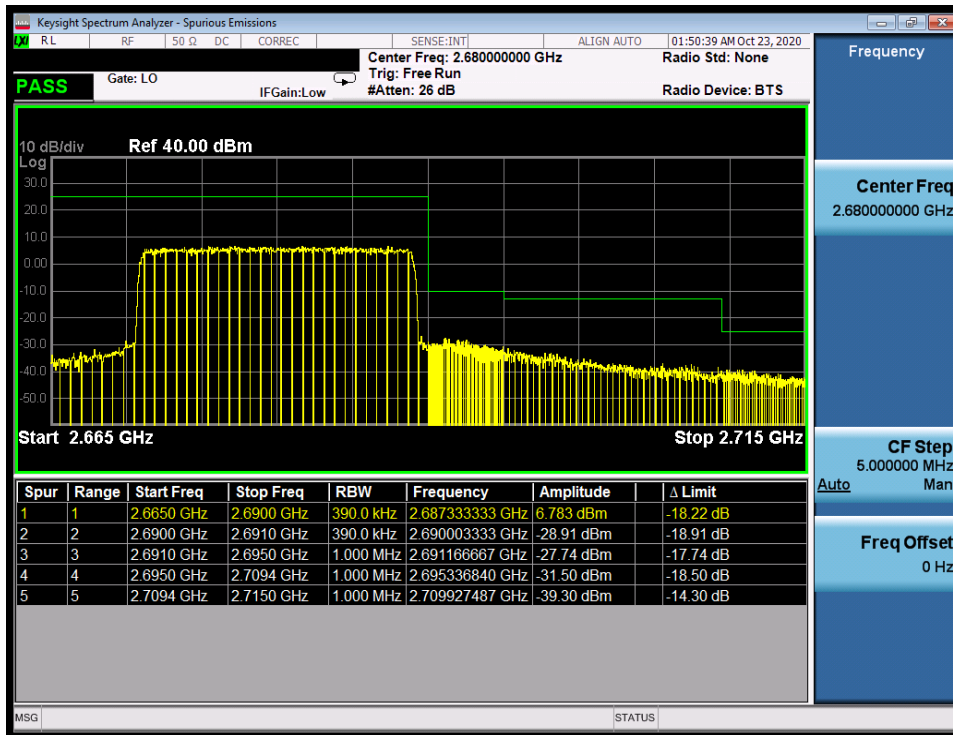 Keysight Spectrum Analyzer - Spurious Emissions
LXI RL RF 50 Ω DC CORREC SENSE:INT ALIGN AUTO 01:50:39 AM Oct 23, 2020
Center Freq: 2.680000000 GHz Radio Std: None
Gate: LO Trig: Free Run
PASS IFGain:Low #Atten: 26 dB Radio Device: BTS
Frequency
10 dB/div Ref 40.00 dBm
Log
30.0
20.0
10.0
0.00
-10.0
-20.0
-30.0
-40.0
-50.0
Start 2.665 GHz Stop 2.715 GHz
Center Freq
2.680000000 GHz
CF Step
5.000000 MHz
Auto Man
Freq Offset
0 Hz
Spur Range Start Freq Stop Freq RBW Frequency Amplitude Δ Limit
1 1 2.6650 GHz 2.6900 GHz 390.0 kHz 2.687333333 GHz 6.783 dBm -18.22 dB
2 2 2.6900 GHz 2.6910 GHz 390.0 kHz 2.690003333 GHz -28.91 dBm -18.91 dB
3 3 2.6910 GHz 2.6950 GHz 1.000 MHz 2.691166667 GHz -27.74 dBm -17.74 dB
4 4 2.6950 GHz 2.7094 GHz 1.000 MHz 2.695336840 GHz -31.50 dBm -18.50 dB
5 5 2.7094 GHz 2.7150 GHz 1.000 MHz 2.709927487 GHz -39.30 dBm -14.30 dB
MSG STATUS